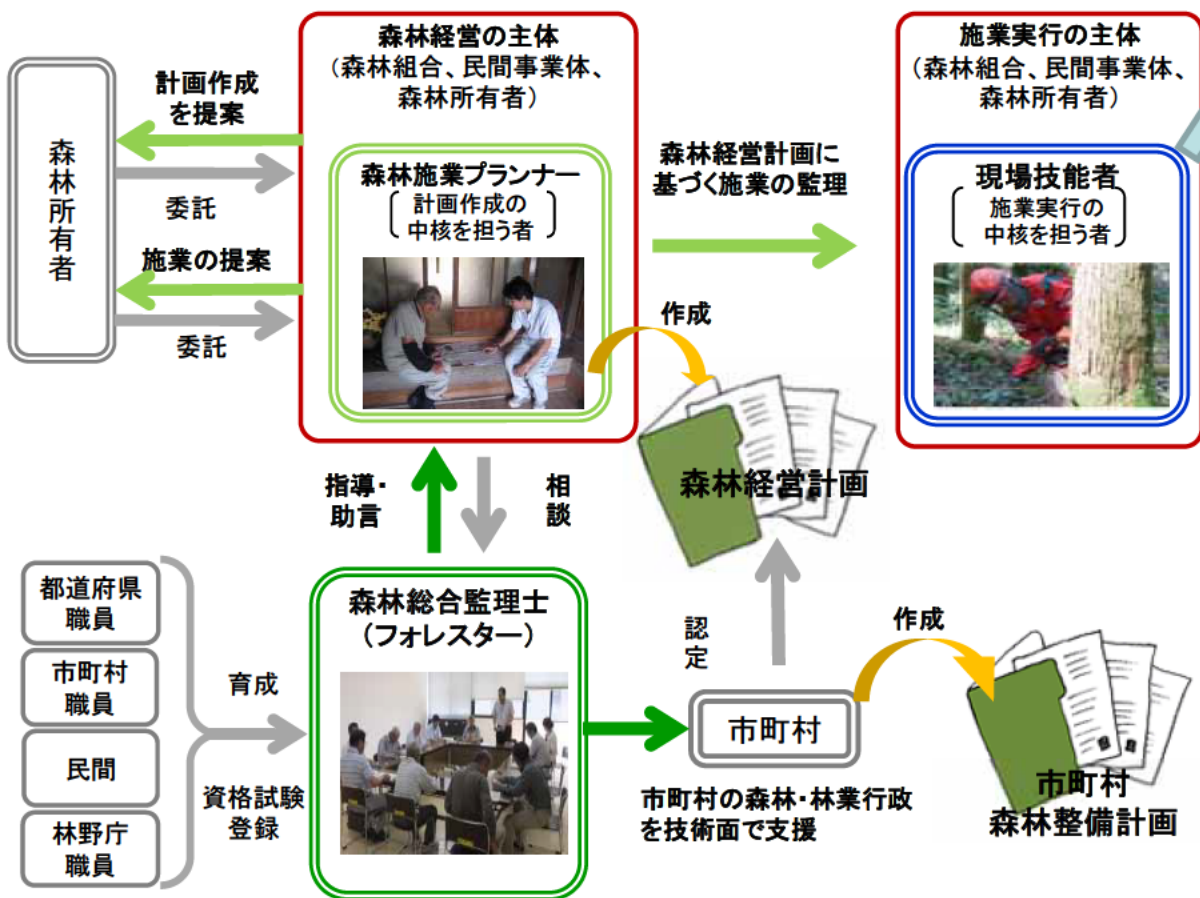 森林所有者
計画作成
を提案
委託
施業の提案
委託
森林経営の主体
（森林組合、民間事業体、
森林所有者）
森林施業プランナー
計画作成の
中核を担う者
森林経営計画に
基づく施業の監理
施業実行の主体
（森林組合、民間事業体、
森林所有者）
現場技能者
施業実行の
中核を担う者
作成
森林経営計画
指導・
助言
相談
都道府県
職員
市町村
職員
民間
林野庁
職員
育成
資格試験
登録
森林総合監理士
（フォレスター）
認定
市町村
市町村の森林・林業行政
を技術面で支援
作成
市町村
森林整備計画